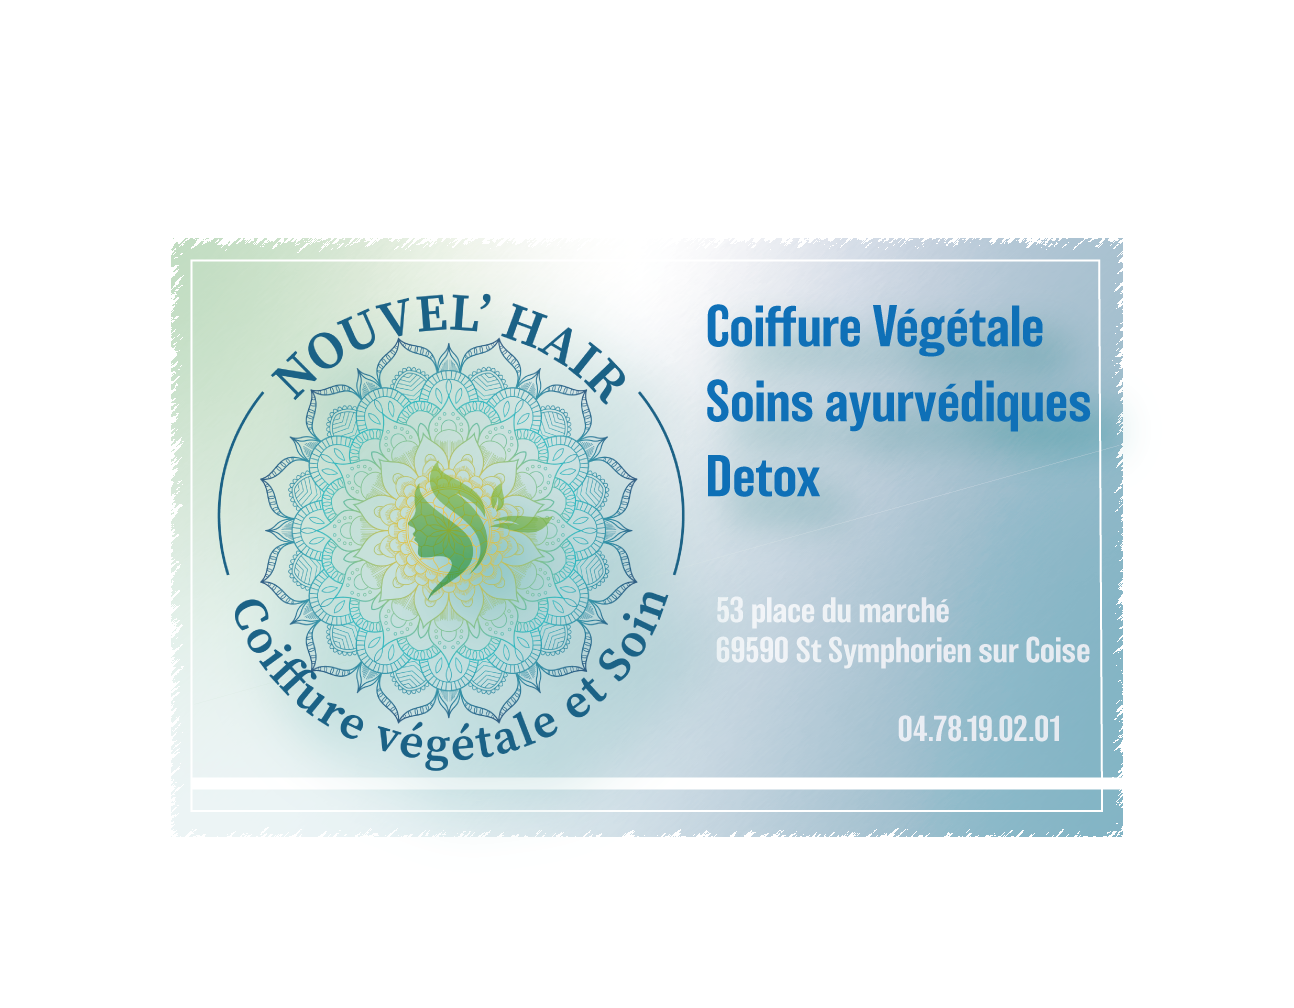 NOUVEL’ HAIR
Coiffure végétale et Soin
Coiffure Végétale
Soins ayurvédiques
Detox
53 place du marché
69590 St Symphorien sur Coise
04.78.19.02.01